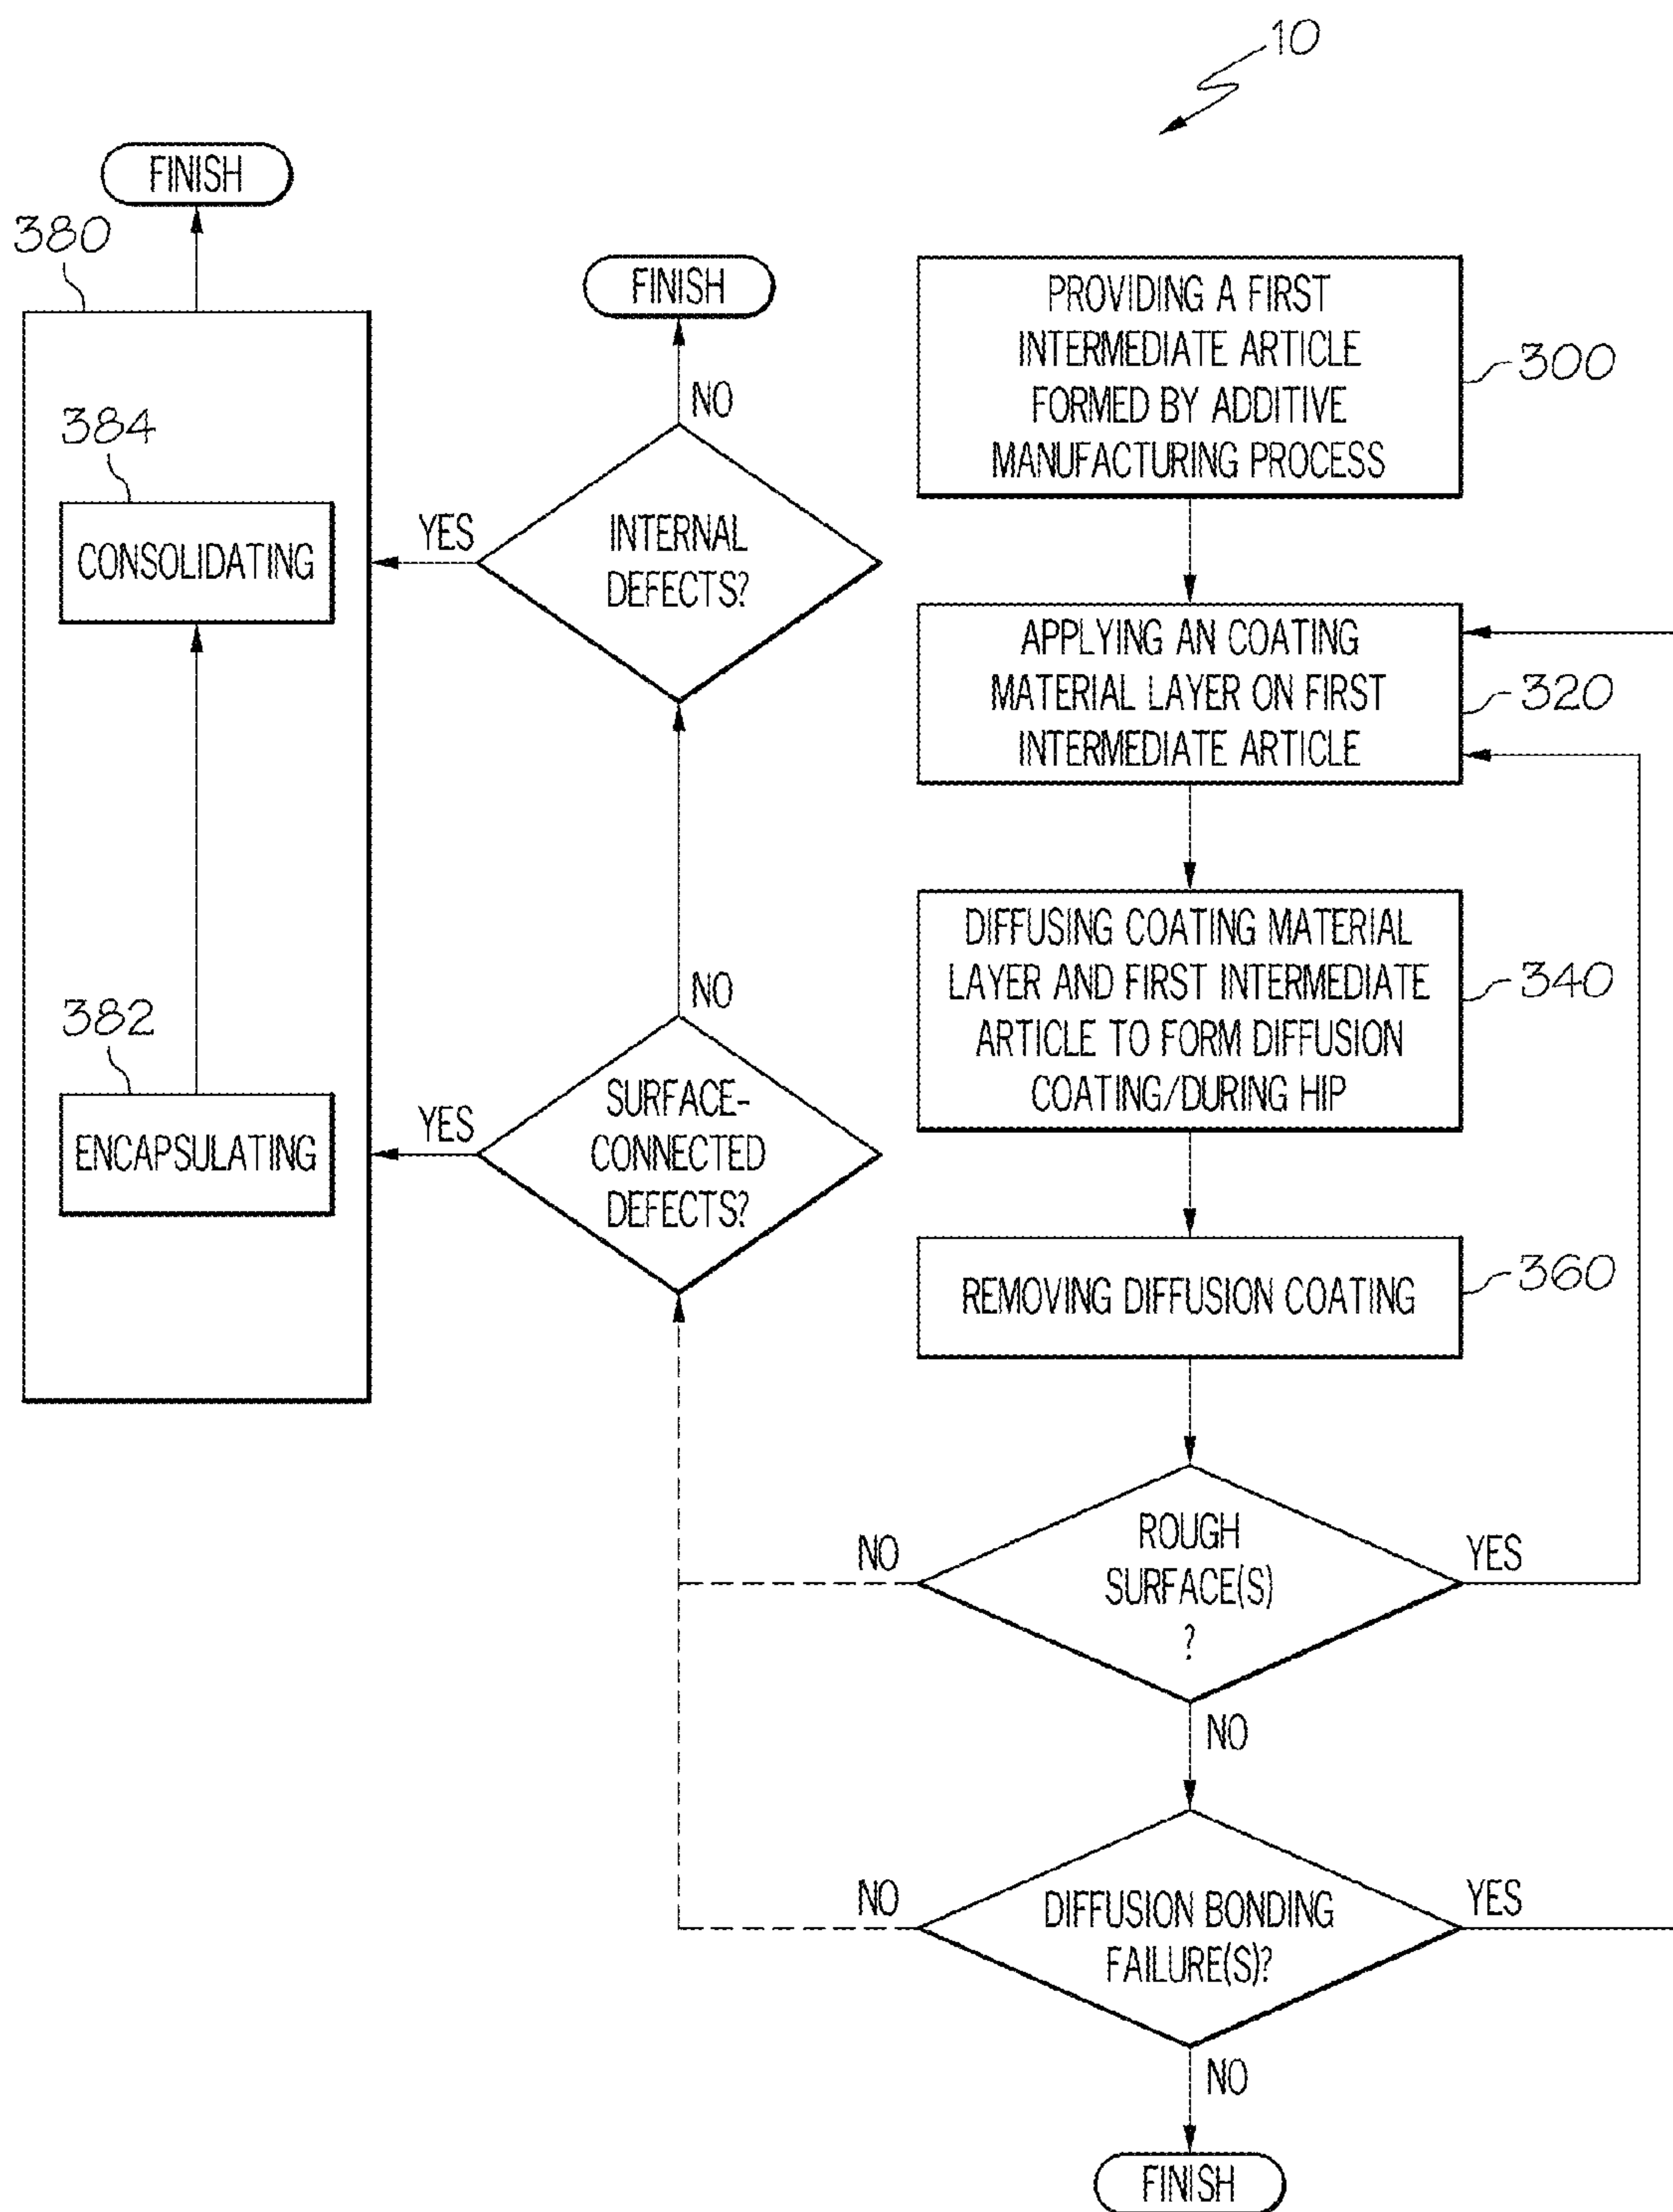 10
FINISH
380
384
CONSOLIDATING
382
ENCAPSULATING
FINISH
NO
YES
INTERNAL
DEFECTS?
NO
YES
SURFACE-
CONNECTED
DEFECTS?
PROVIDING A FIRST
INTERMEDIATE ARTICLE
FORMED BY ADDITIVE
MANUFACTURING PROCESS
300
APPLYING AN COATING
MATERIAL LAYER ON FIRST
INTERMEDIATE ARTICLE
320
DIFFUSING COATING MATERIAL
LAYER AND FIRST INTERMEDIATE
ARTICLE TO FORM DIFFUSION
COATING/DURING HIP
340
REMOVING DIFFUSION COATING
360
NO
ROUGH
SURFACE(S)
?
YES
NO
NO
DIFFUSION BONDING
FAILURE(S)?
YES
NO
FINISH